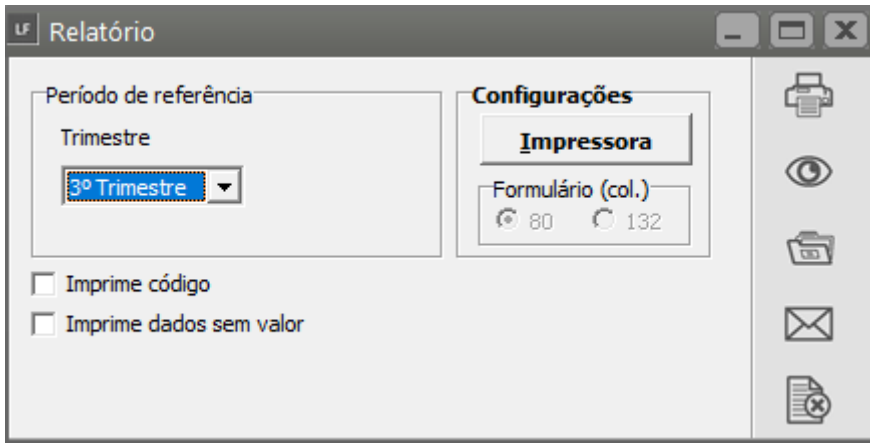 LF Relatório
Período de referência
Trimestre
3º Trimestre
Configurações
Impressora
Formulário (col.)
80 132
Imprime código
Imprime dados sem valor